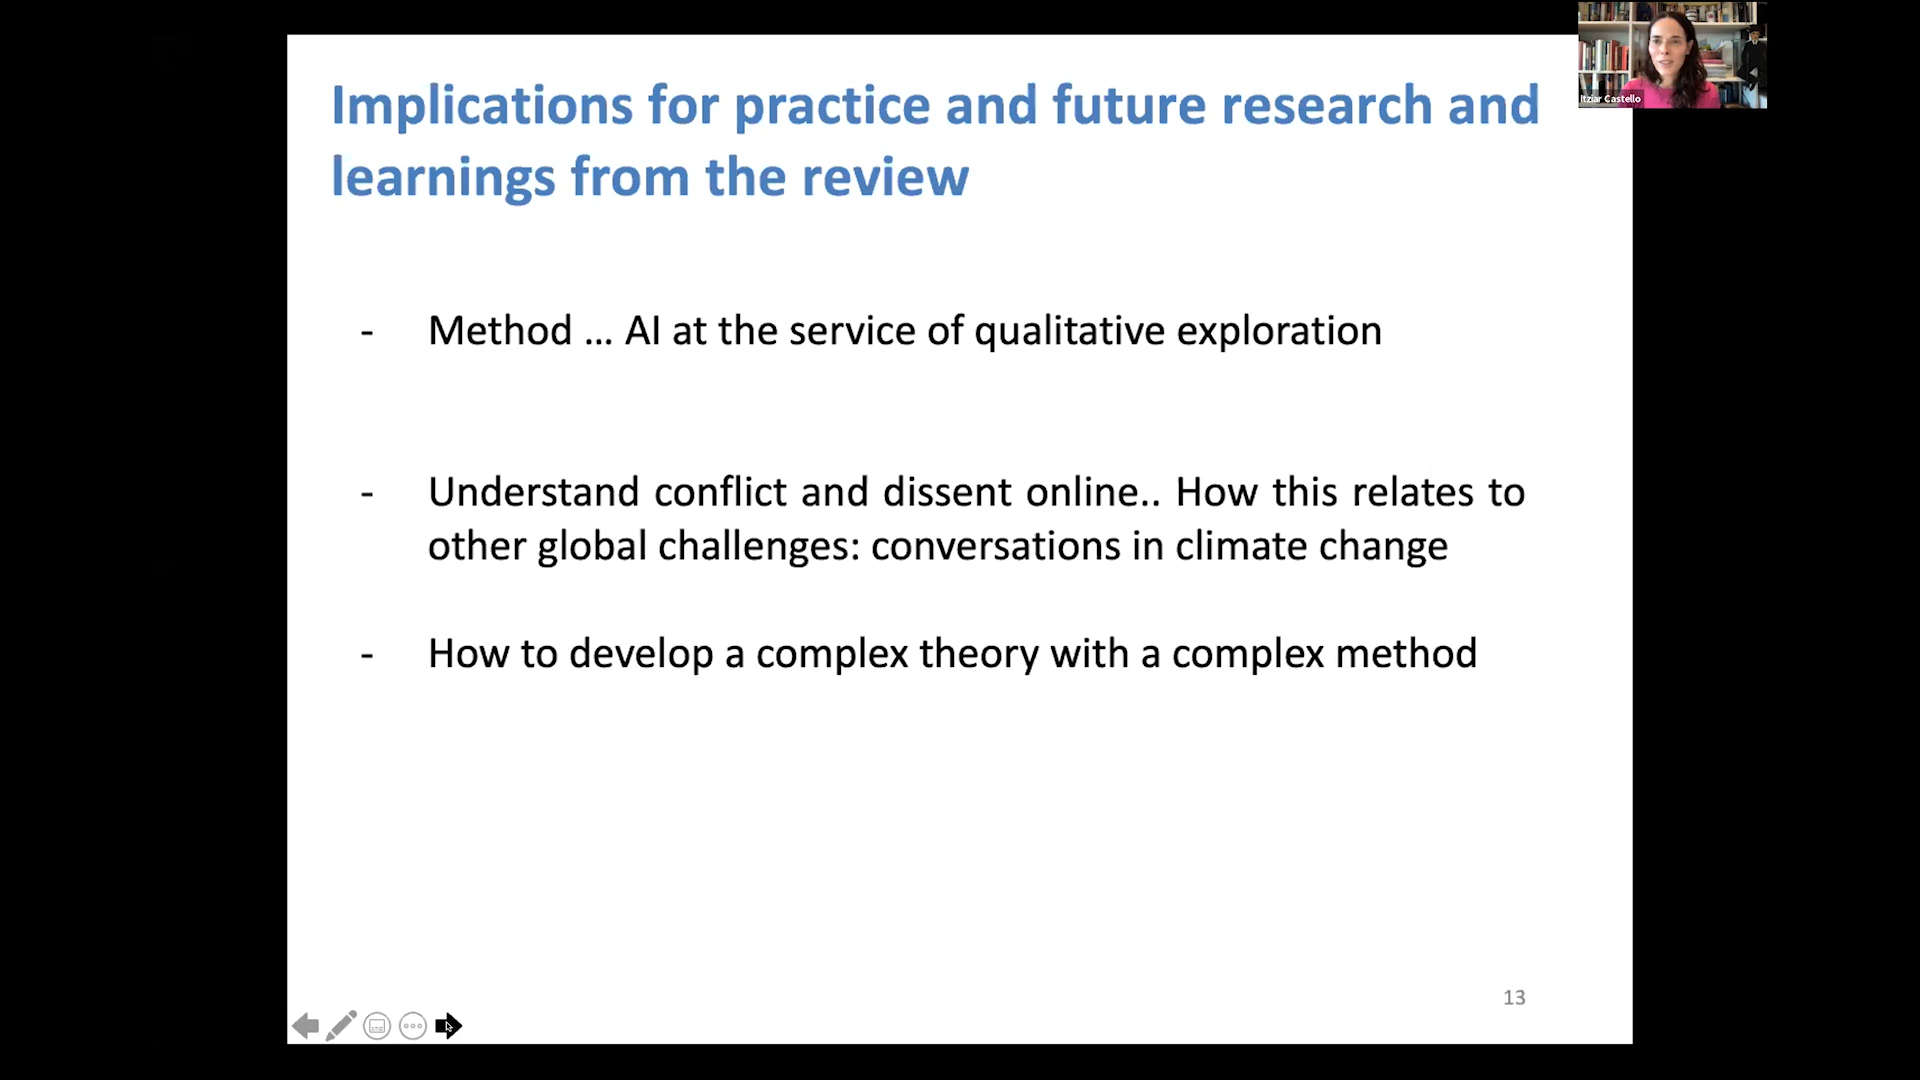 Itziar Castello
Implications for practice and future research and
learnings from the review
- Method ... AI at the service of qualitative exploration
- Understand conflict and dissent online.. How this relates to
other global challenges: conversations in climate change
- How to develop a complex theory with a complex method
13